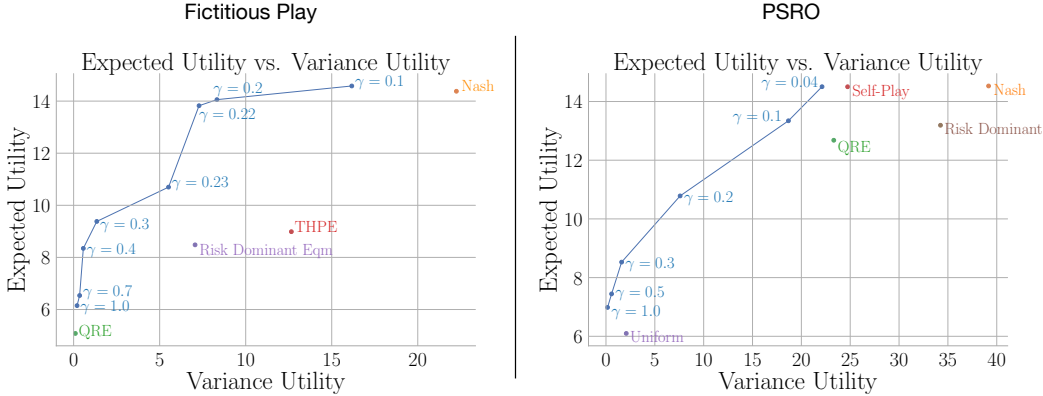 Fictitious Play
Expected Utility vs. Variance Utility
Expected Utility
14
12
10
8
6
γ = 0.1
Nash
γ = 0.2
γ = 0.22
γ = 0.23
γ = 0.3
THPE
γ = 0.4
Risk Dominant Eqm
γ = 0.7
γ = 1.0
QRE
0 5 10 15 20
Variance Utility
PSRO
Expected Utility vs. Variance Utility
Expected Utility
14
12
10
8
6
γ = 0.04
Self-Play
Nash
γ = 0.1
Risk Dominant
QRE
γ = 0.2
γ = 0.3
γ = 0.5
γ = 1.0
Uniform
0 5 10 15 20 25 30 35 40
Variance Utility